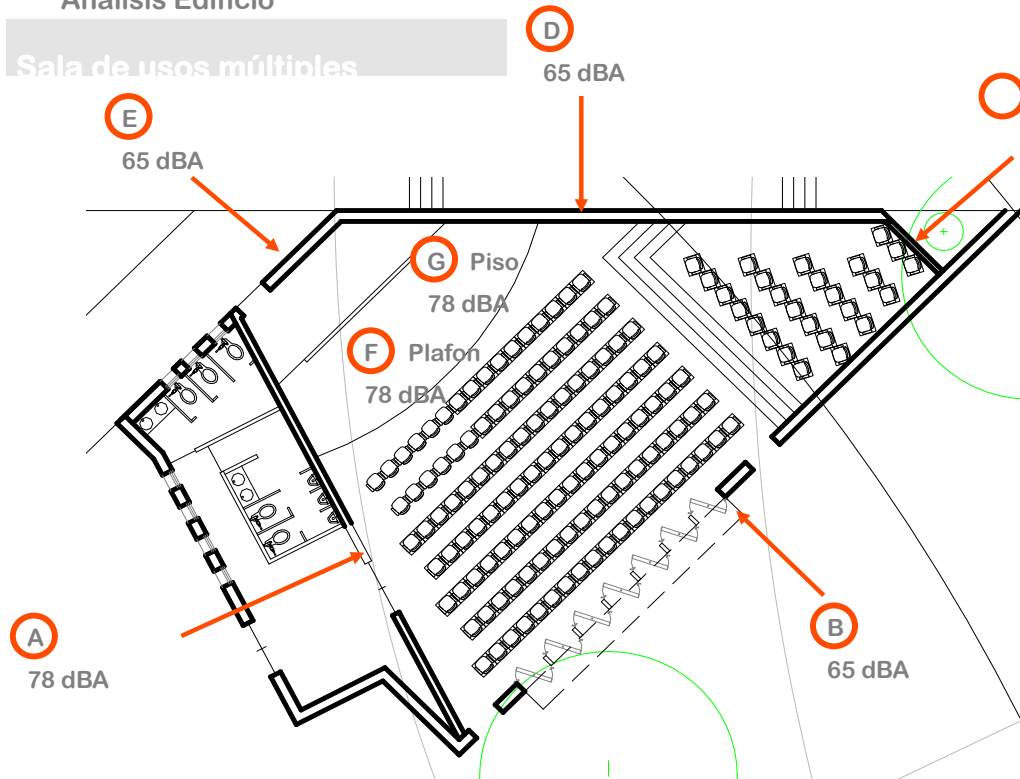 Análisis Edificio
Sala de usos múltiples
D
65 dBA
E
65 dBA
G Piso
78 dBA
F Plafon
78 dBA
A
78 dBA
B
65 dBA